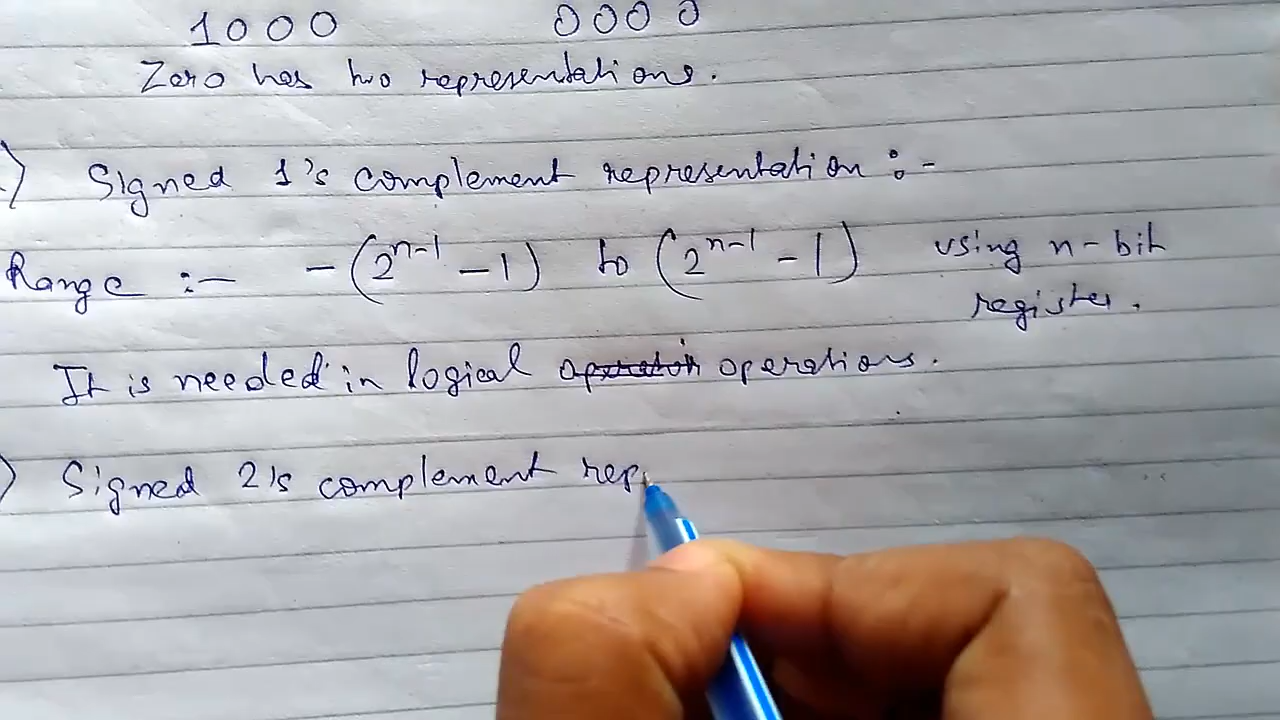 1000 0000
Zero has two representations.
) Signed 1's complement representation :-
Range :- -(2^{n-1} - 1) to (2^{n-1} - 1) using n-bit
register.
It is needed in logical operations.
) Signed 2's complement rep